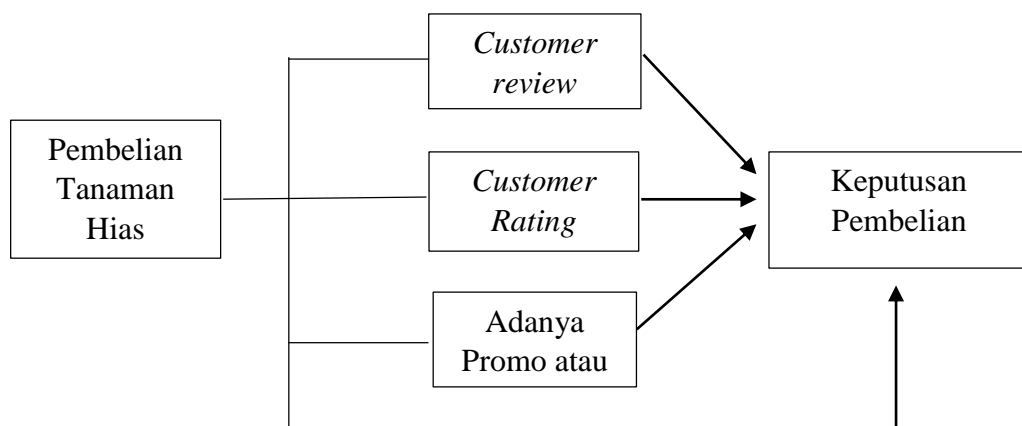 Customer
review
Pembelian
Tanaman
Hias
Customer
Rating
Keputusan
Pembelian
Adanya
Promo atau